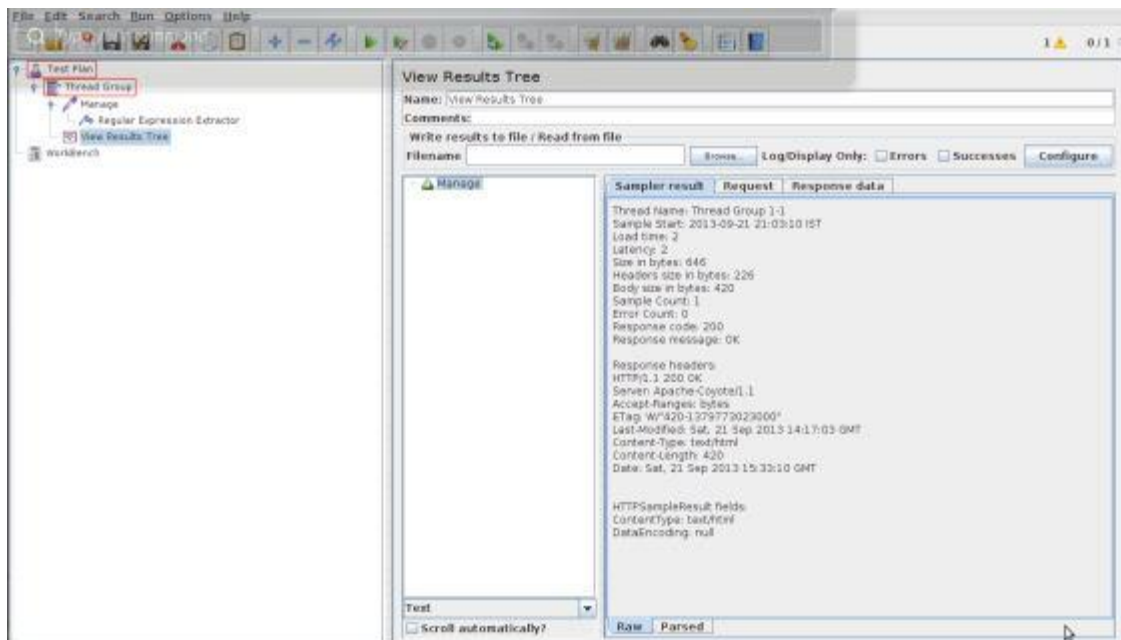 File Edit Search Run Options Help
1 0/1
Test Plan
Thread Group
Manage
Regular Expression Extractor
View Results Tree
WorkBench
View Results Tree
Name: View Results Tree
Comments:
Write results to file / Read from file
Filename Browse... Log/Display Only: Errors Successes Configure
Manage
Sampler result Request Response data
Thread Name: Thread Group 1-1
Sample Start: 2013-09-21 21:03:10 IST
Load time: 2
Latency: 2
Size in bytes: 646
Headers size in bytes: 226
Body size in bytes: 420
Sample Count: 1
Error Count: 0
Response code: 200
Response message: OK
Response headers:
HTTP/1.1 200 OK
Server: Apache-Coyote/1.1
Accept-Ranges: bytes
ETag: W/"420-1379773023000"
Last-Modified: Sat, 21 Sep 2013 14:17:03 GMT
Content-Type: text/html
Content-Length: 420
Date: Sat, 21 Sep 2013 15:33:10 GMT
HTTPSampleResult fields:
ContentType: text/html
DataEncoding: null
Text
Scroll automatically?
Raw Parsed